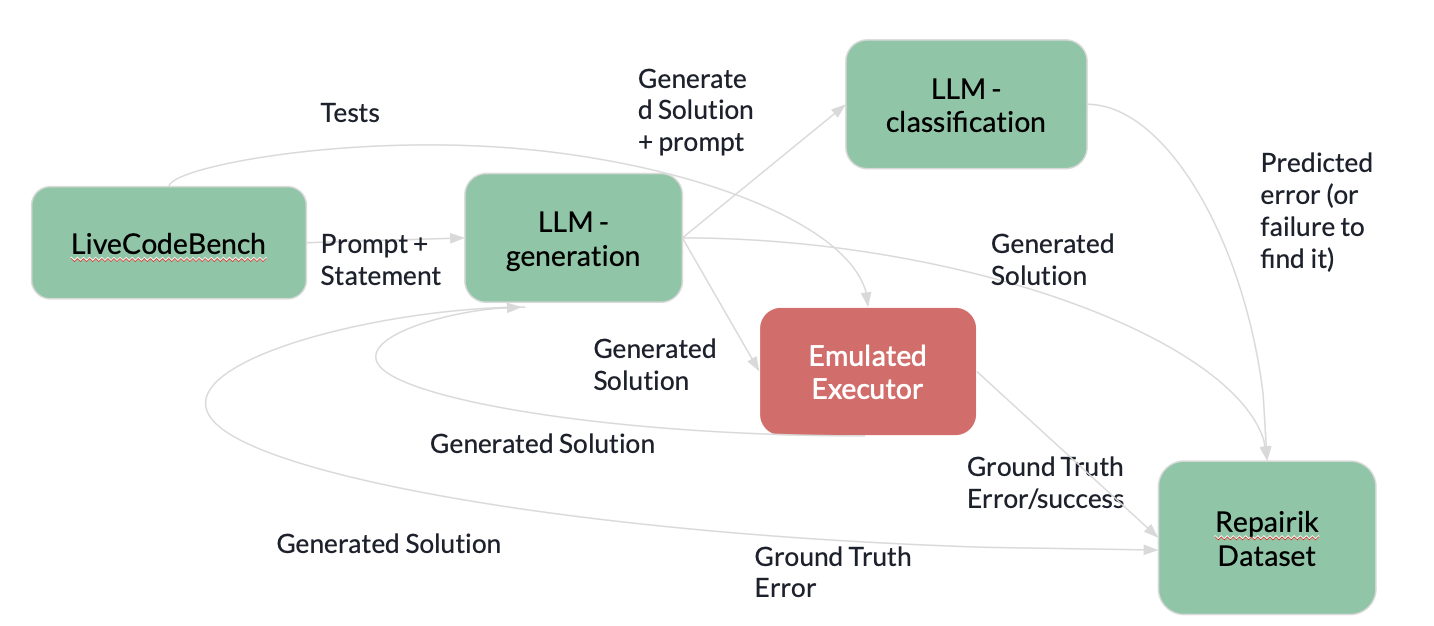 Generate
d Solution
+ prompt
LLM -
classification
Tests
Predicted
error (or
failure to
find it)
LiveCodeBench
Prompt +
Statement
LLM -
generation
Generated
Solution
Generated
Solution
Emulated
Executor
Generated Solution
Ground Truth
Error/success
Repairik
Dataset
Generated Solution
Ground Truth
Error